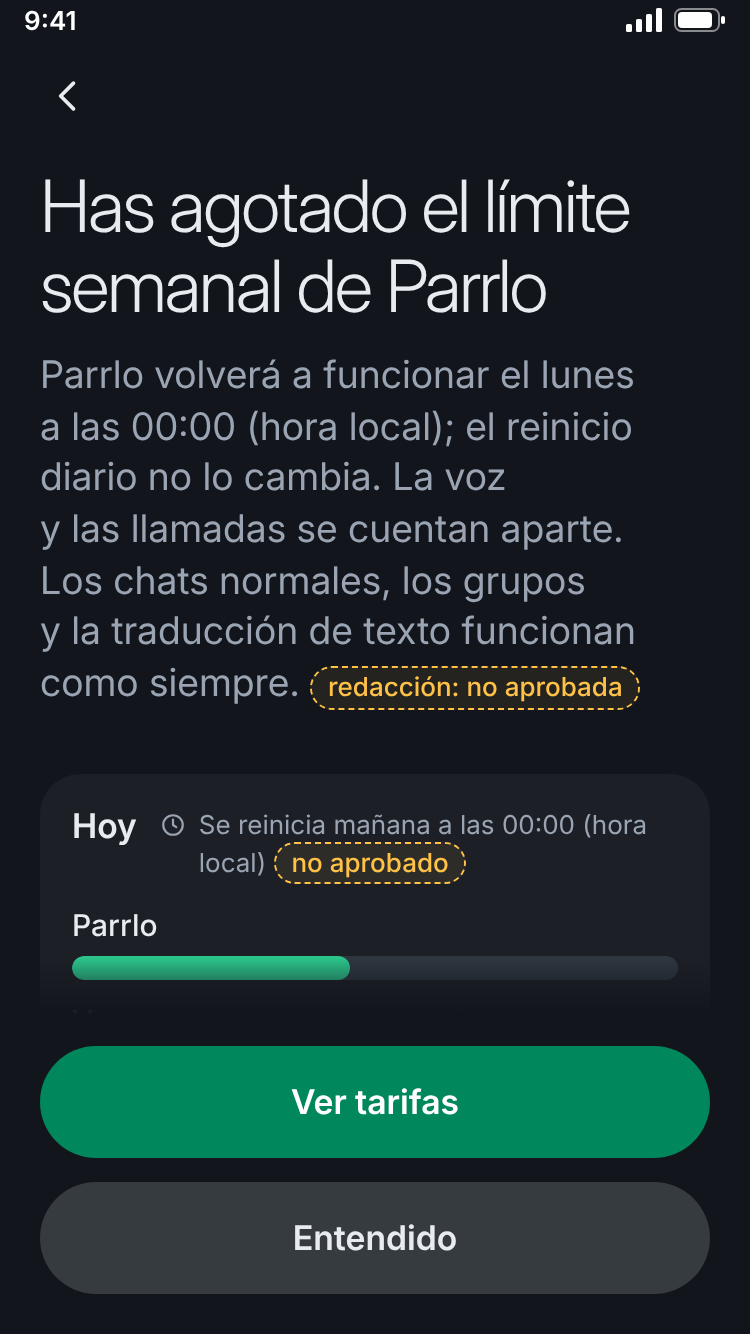 9:41
Has agotado el límite
semanal de Parrlo
Parrlo volverá a funcionar el lunes
a las 00:00 (hora local); el reinicio
diario no lo cambia. La voz
y las llamadas se cuentan aparte.
Los chats normales, los grupos
y la traducción de texto funcionan
como siempre. redacción: no aprobada
Hoy Se reinicia mañana a las 00:00 (hora
local) no aprobado
Parrlo
Ver tarifas
Entendido